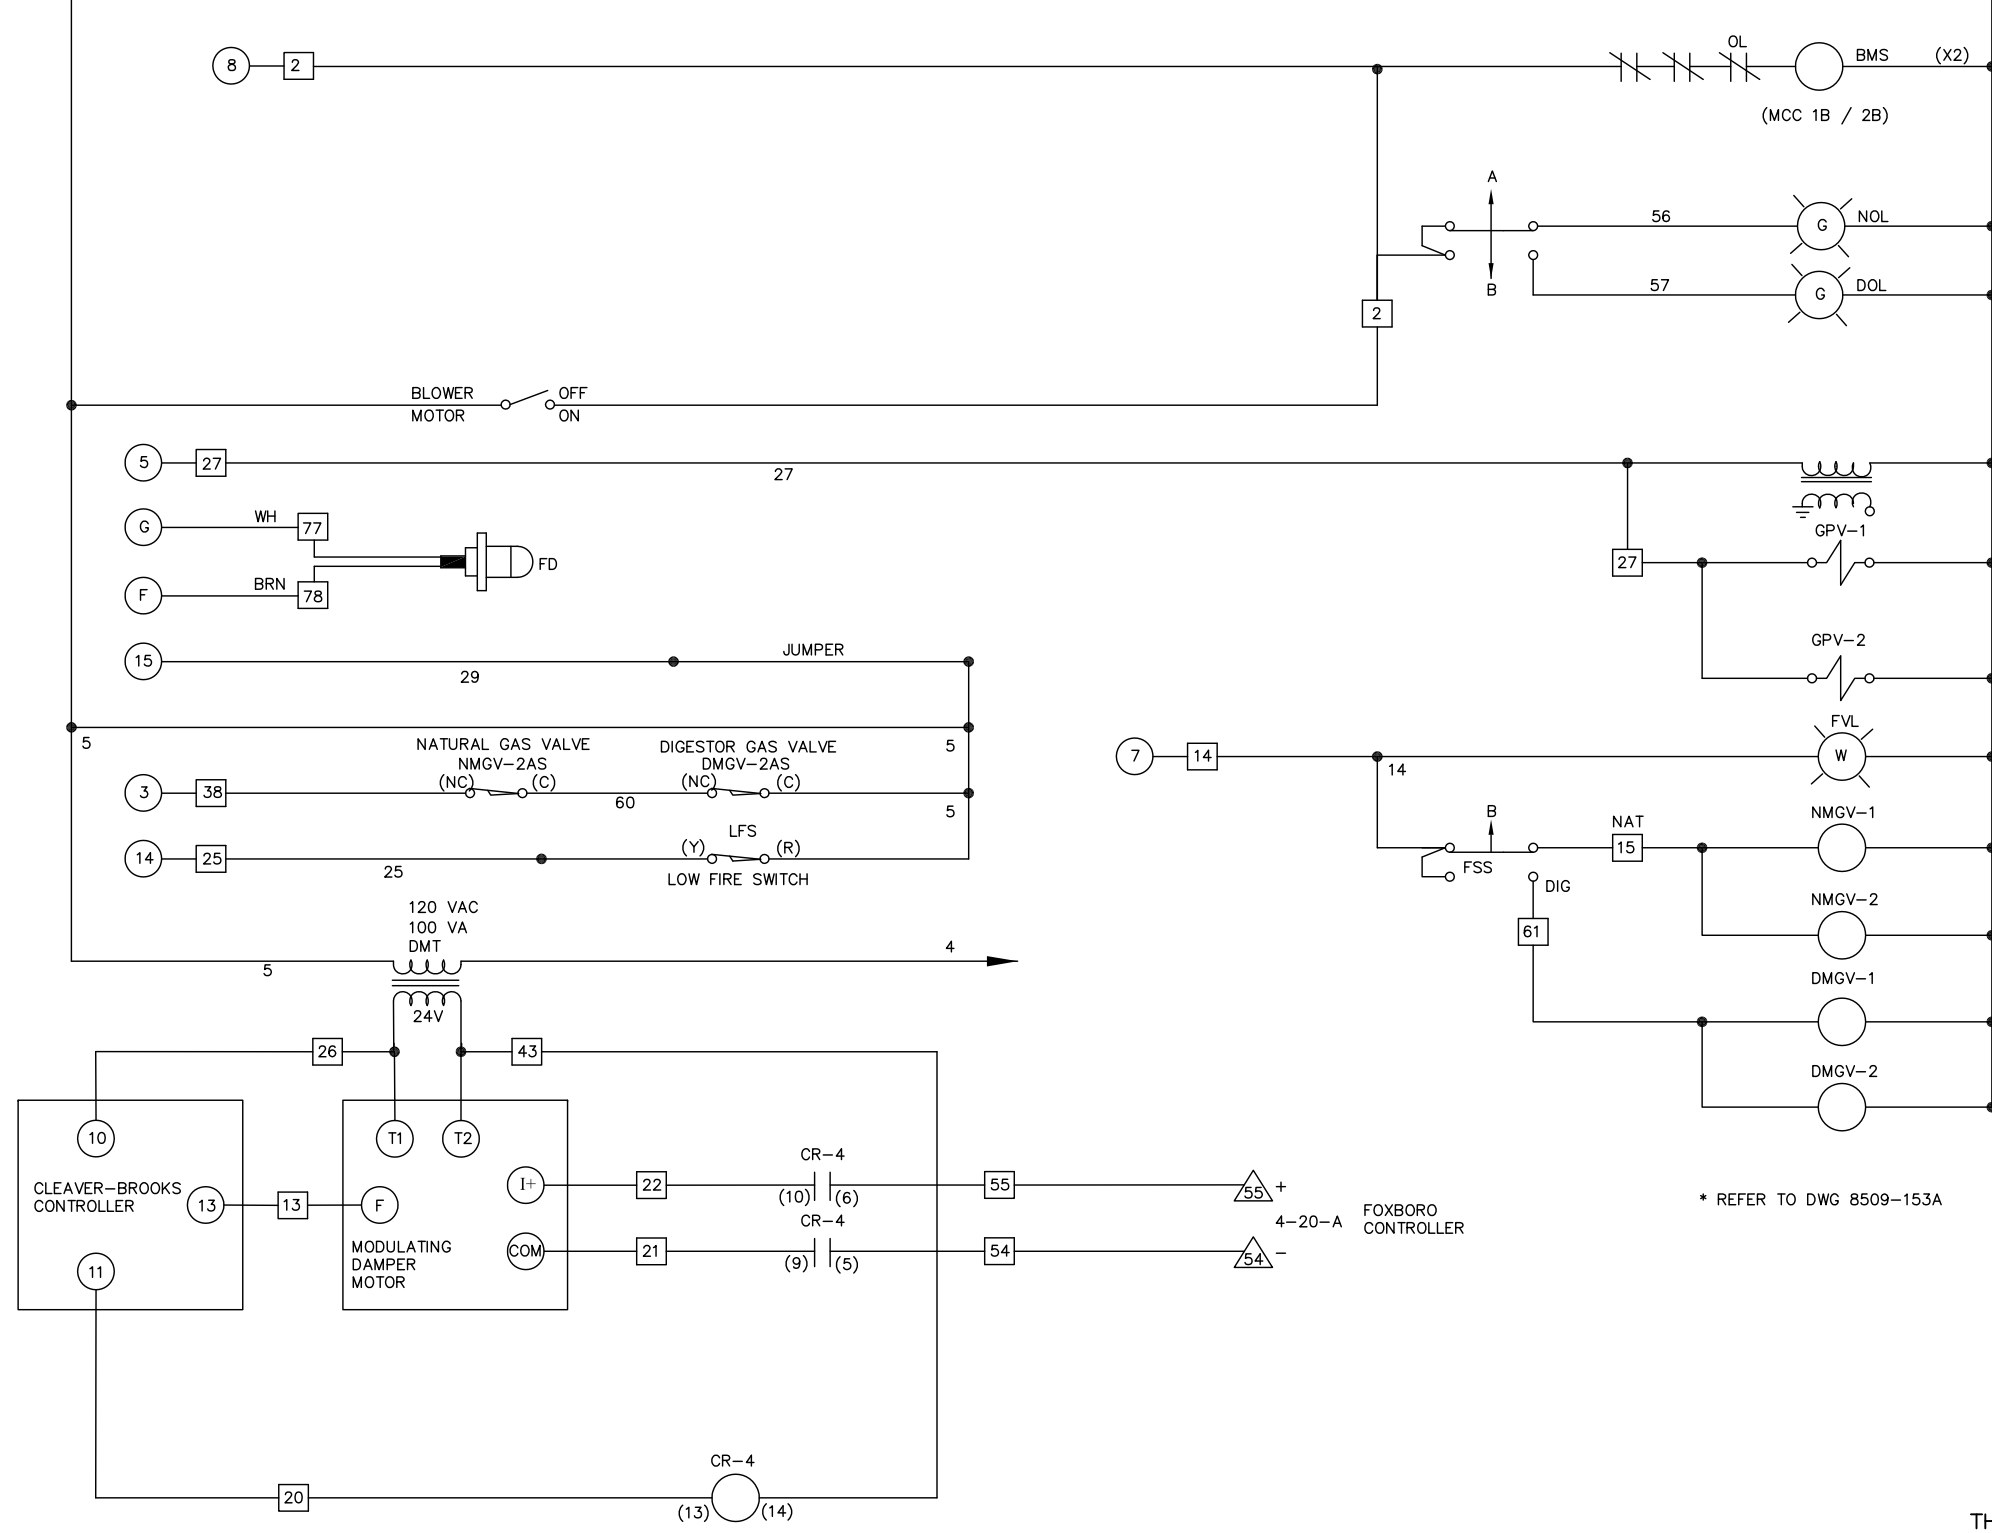 8 2 OL BMS (X2)
(MCC 1B / 2B)
A
56 G NOL
57 G DOL
B
2
BLOWER
MOTOR
OFF
ON
5 27
27
G WH 77
FD
F BRN 78
GPV-1
27
15 JUMPER
29
GPV-2
5 5
NATURAL GAS VALVE
NMGV-2AS
(NC) (C)
DIGESTOR GAS VALVE
DMGV-2AS
(NC) (C)
3 38
60
5
LFS
(Y) (R)
14 25
25
LOW FIRE SWITCH
7 14
14
FVL
W
B
FSS
NAT
15
DIG
61
NMGV-1
NMGV-2
DMGV-1
DMGV-2
120 VAC
100 VA
DMT
5 4
24V
26 43
10
CLEAVER-BROOKS
CONTROLLER
13
11
13
T1 T2
I+
F
COM
MODULATING
DAMPER
MOTOR
CR-4
22 (10) (6) 55 55 +
CR-4
21 (9) (5) 54 54 -
4-20-A
FOXBORO
CONTROLLER
* REFER TO DWG 8509-153A
CR-4
20 (13) (14)
TH